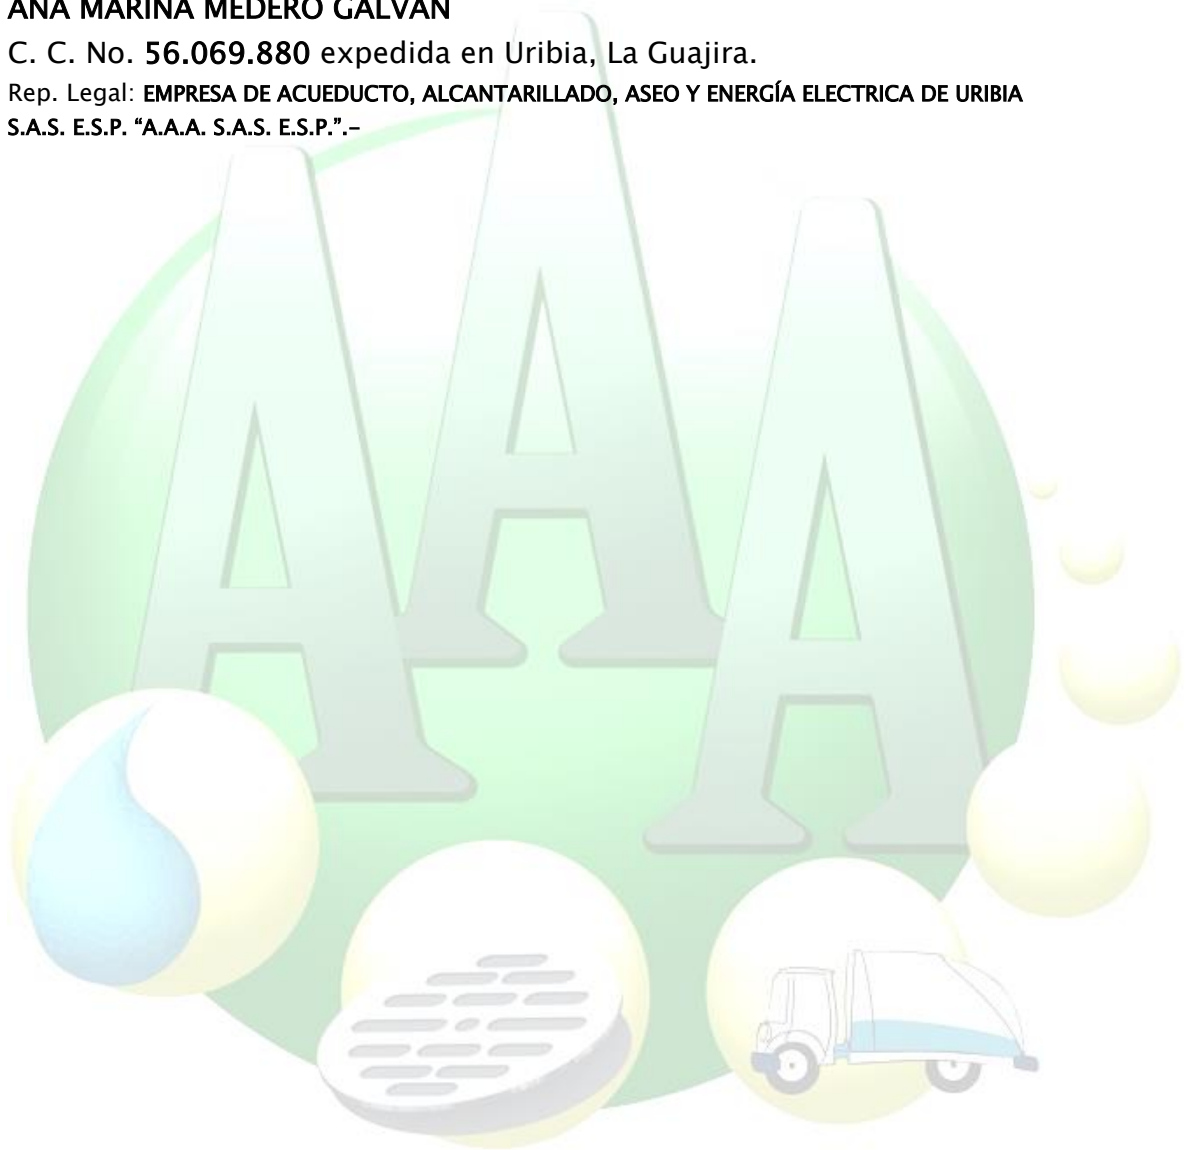 ANA MARINA MEDERO GALVAN
C. C. No. 56.069.880 expedida en Uribia, La Guajira.
Rep. Legal: EMPRESA DE ACUEDUCTO, ALCANTARILLADO, ASEO Y ENERGÍA ELECTRICA DE URIBIA
S.A.S. E.S.P. “A.A.A. S.A.S. E.S.P.”.-
A A A